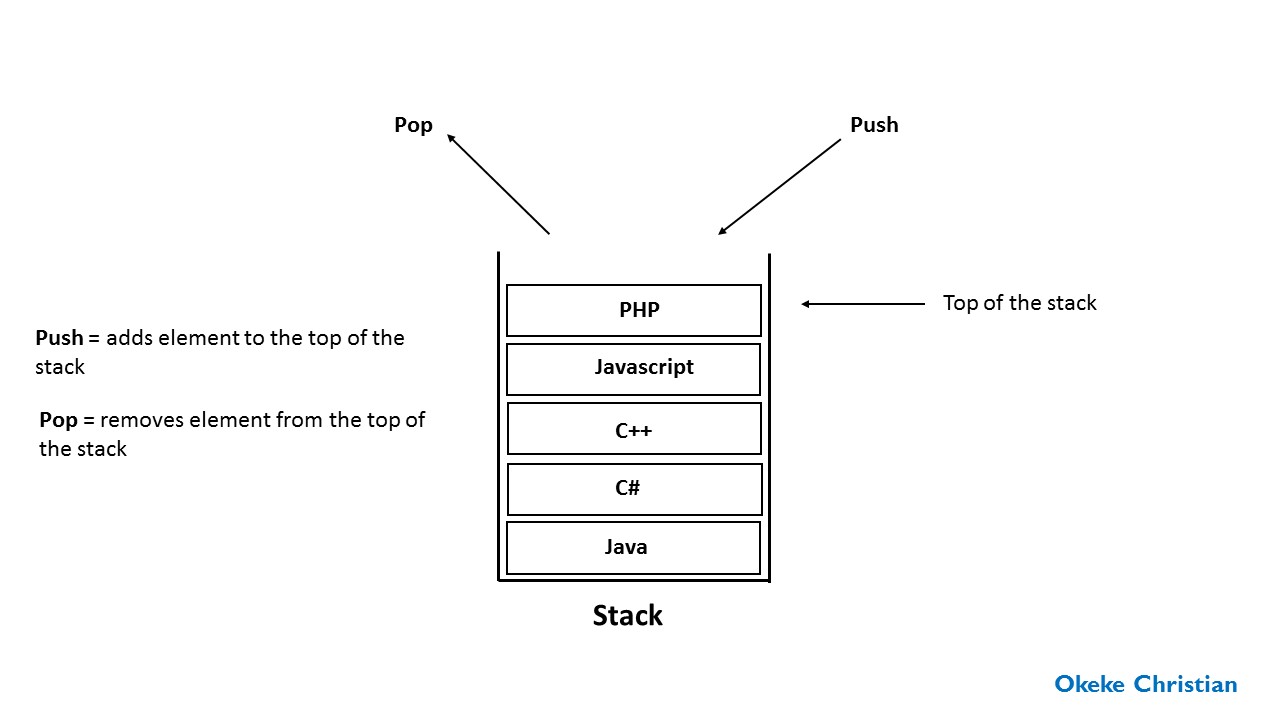 Pop
Push
PHP
Top of the stack
Push = adds element to the top of the
stack
Javascript
Pop = removes element from the top of
the stack
C++
C#
Java
Stack
Okeke Christian